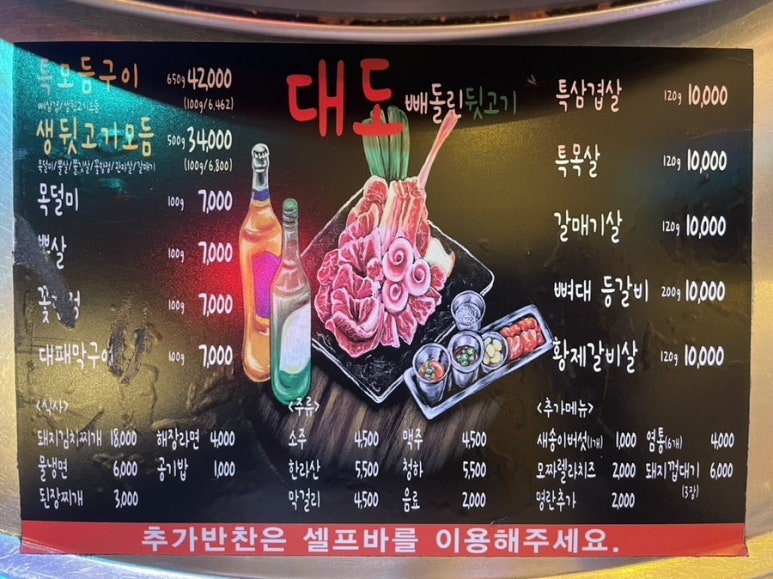 특모듬구이 650g 42,000
(100g/6,462)
생뒷고기모듬 500g 34,000
(100g/6,800)
목덜미 100g 7,000
뽈살 100g 7,000
100g 7,000
대패막구이 100g 7,000
대도 빼돌린뒷고기
특삼겹살 120g 10,000
특목살 120g 10,000
갈매기살 120g 10,000
뼈대 등갈비 200g 10,000
황제갈비살 120g 10,000
<식사>
돼지김치찌개 18,000 해장라면 4,000
물냉면 6,000 공기밥 1,000
된장찌개 3,000
<주류>
소주 4,500 맥주 4,500
한라산 5,500 청하 5,500
막걸리 4,500 음료 2,000
<추가메뉴>
새송이버섯(1개) 1,000 염통(6개) 4,000
모짜렐라치즈 2,000 돼지껍대기 6,000
(3장)
명란추가 2,000
추가반찬은 셀프바를 이용해주세요.